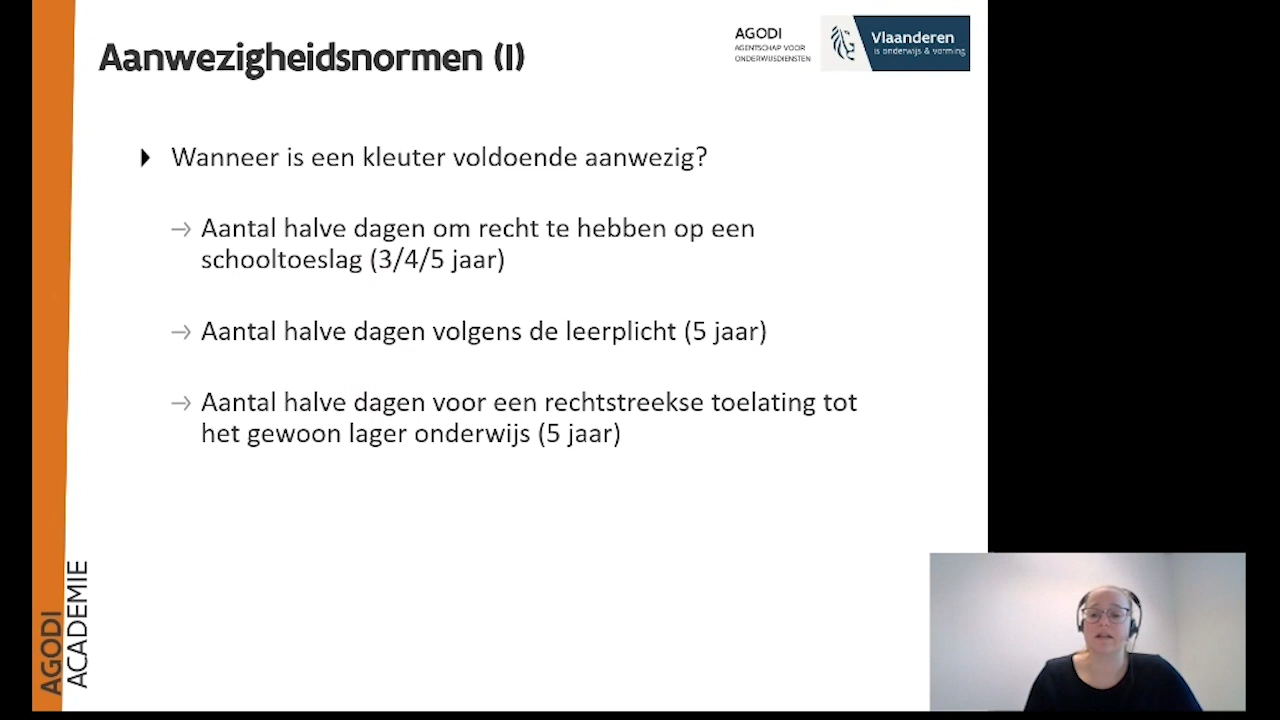 Aanwezigheidsnormen (I)
AGODI
AGENTSCHAP VOOR
ONDERWIJSDIENSTEN
Vlaanderen
is onderwijs & vorming
Wanneer is een kleuter voldoende aanwezig?
→ Aantal halve dagen om recht te hebben op een
schooltoeslag (3/4/5 jaar)
→ Aantal halve dagen volgens de leerplicht (5 jaar)
→ Aantal halve dagen voor een rechtstreekse toelating tot
het gewoon lager onderwijs (5 jaar)
AGODI
ACADEMIE